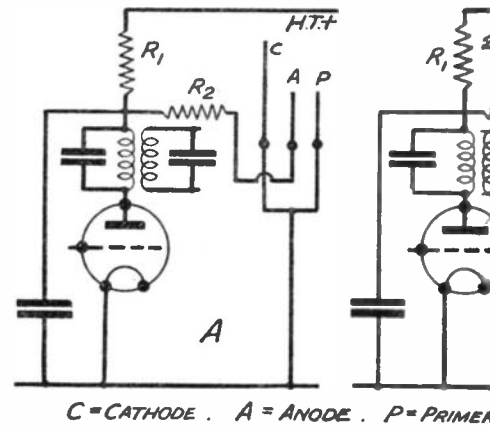 H.T.+
R1
C
A
P
R2
A
R1
C = CATHODE . A = ANODE . P = PRIMER